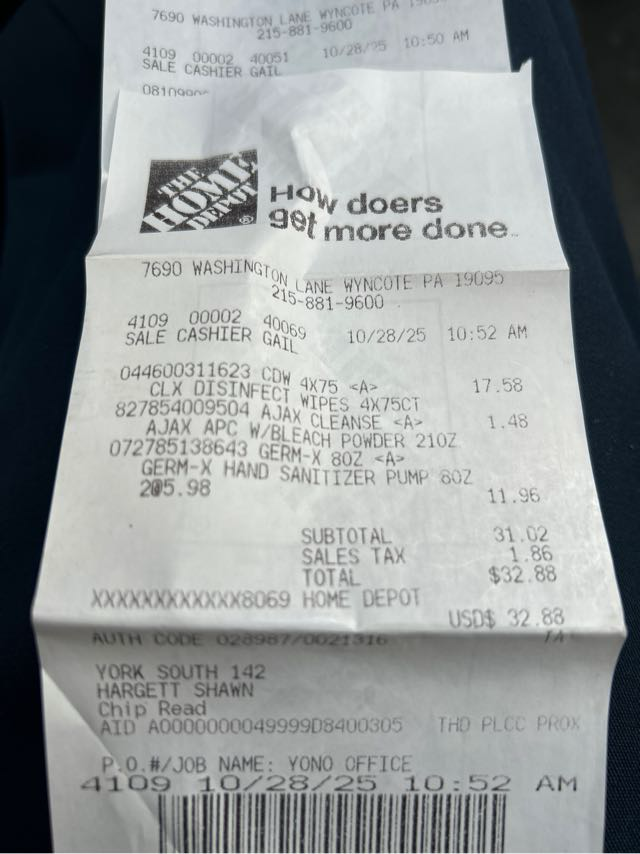 7690 WASHINGTON LANE WYNCOTE PA
215-881-9600
4109 00002 40051 10/28/25 10:50 AM
SALE CASHIER GAIL
THE HOME DEPOT ®
How doers
get more done™
7690 WASHINGTON LANE WYNCOTE PA 19095
215-881-9600
4109 00002 40069 10/28/25 10:52 AM
SALE CASHIER GAIL
044600311623 CDW 4X75 <A> 17.58
CLX DISINFECT WIPES 4X75CT
827854009504 AJAX CLEANSE <A> 1.48
AJAX APC W/BLEACH POWDER 21OZ
072785138643 GERM-X 8OZ <A>
GERM-X HAND SANITIZER PUMP 8OZ
2@5.98 11.96
SUBTOTAL 31.02
SALES TAX 1.86
TOTAL $32.88
XXXXXXXXXXXX8069 HOME DEPOT
USD$ 32.88
AUTH CODE 028987/0021316 TA
YORK SOUTH 142
HARGETT SHAWN
Chip Read
AID A0000000049999D8400305 THD PLCC PROX
P.O.#/JOB NAME: YONO OFFICE
4109 10/28/25 10:52 AM